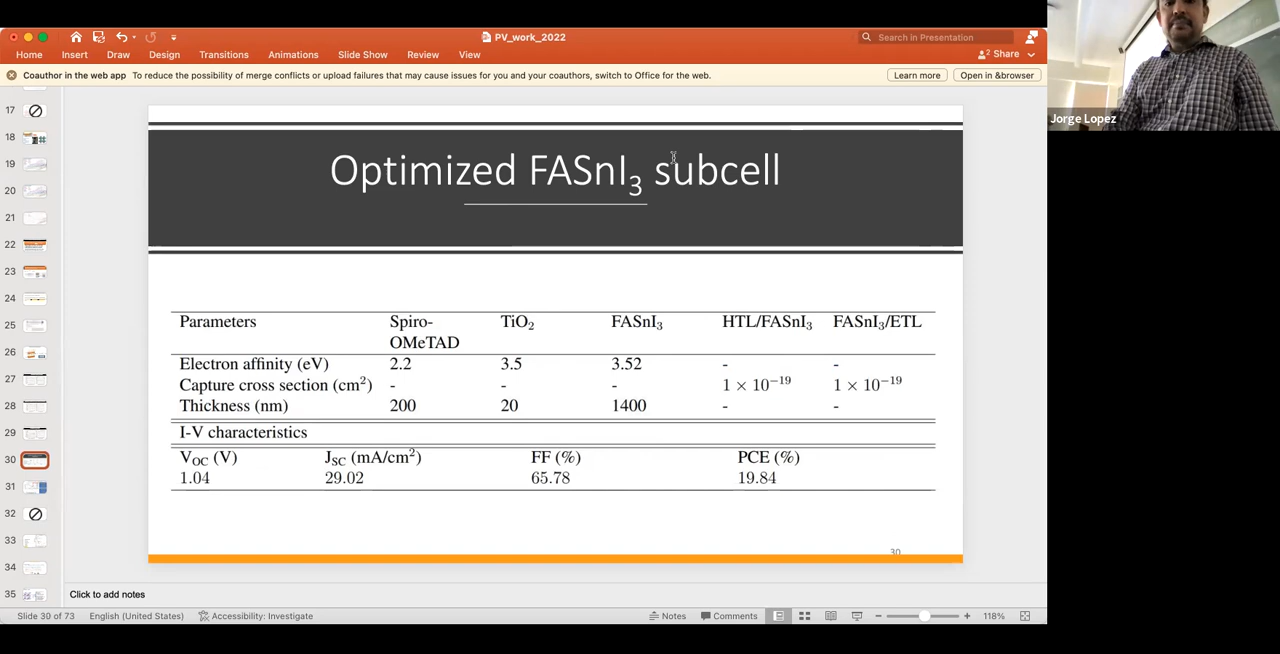 PV_work_2022
Search in Presentation
Home Insert Draw Design Transitions Animations Slide Show Review View
Share
Coauthor in the web app To reduce the possibility of merge conflicts or upload failures that may cause issues for you and your coauthors, switch to Office for the web.
Learn more
Open in &browser
Jorge Lopez
17
18
19
20
21
22
23
24
25
26
27
28
29
30
31
32
33
34
35
Optimized FASnI₃ subcell
Parameters Spiro-OMeTAD TiO₂ FASnI₃ HTL/FASnI₃ FASnI₃/ETL
Electron affinity (eV) 2.2 3.5 3.52 - -
Capture cross section (cm²) - - - 1 × 10⁻¹⁹ 1 × 10⁻¹⁹
Thickness (nm) 200 20 1400 - -
I-V characteristics
V_OC (V) J_SC (mA/cm²) FF (%) PCE (%)
1.04 29.02 65.78 19.84
30
Click to add notes
Slide 30 of 73 English (United States) Accessibility: Investigate Notes Comments 118%